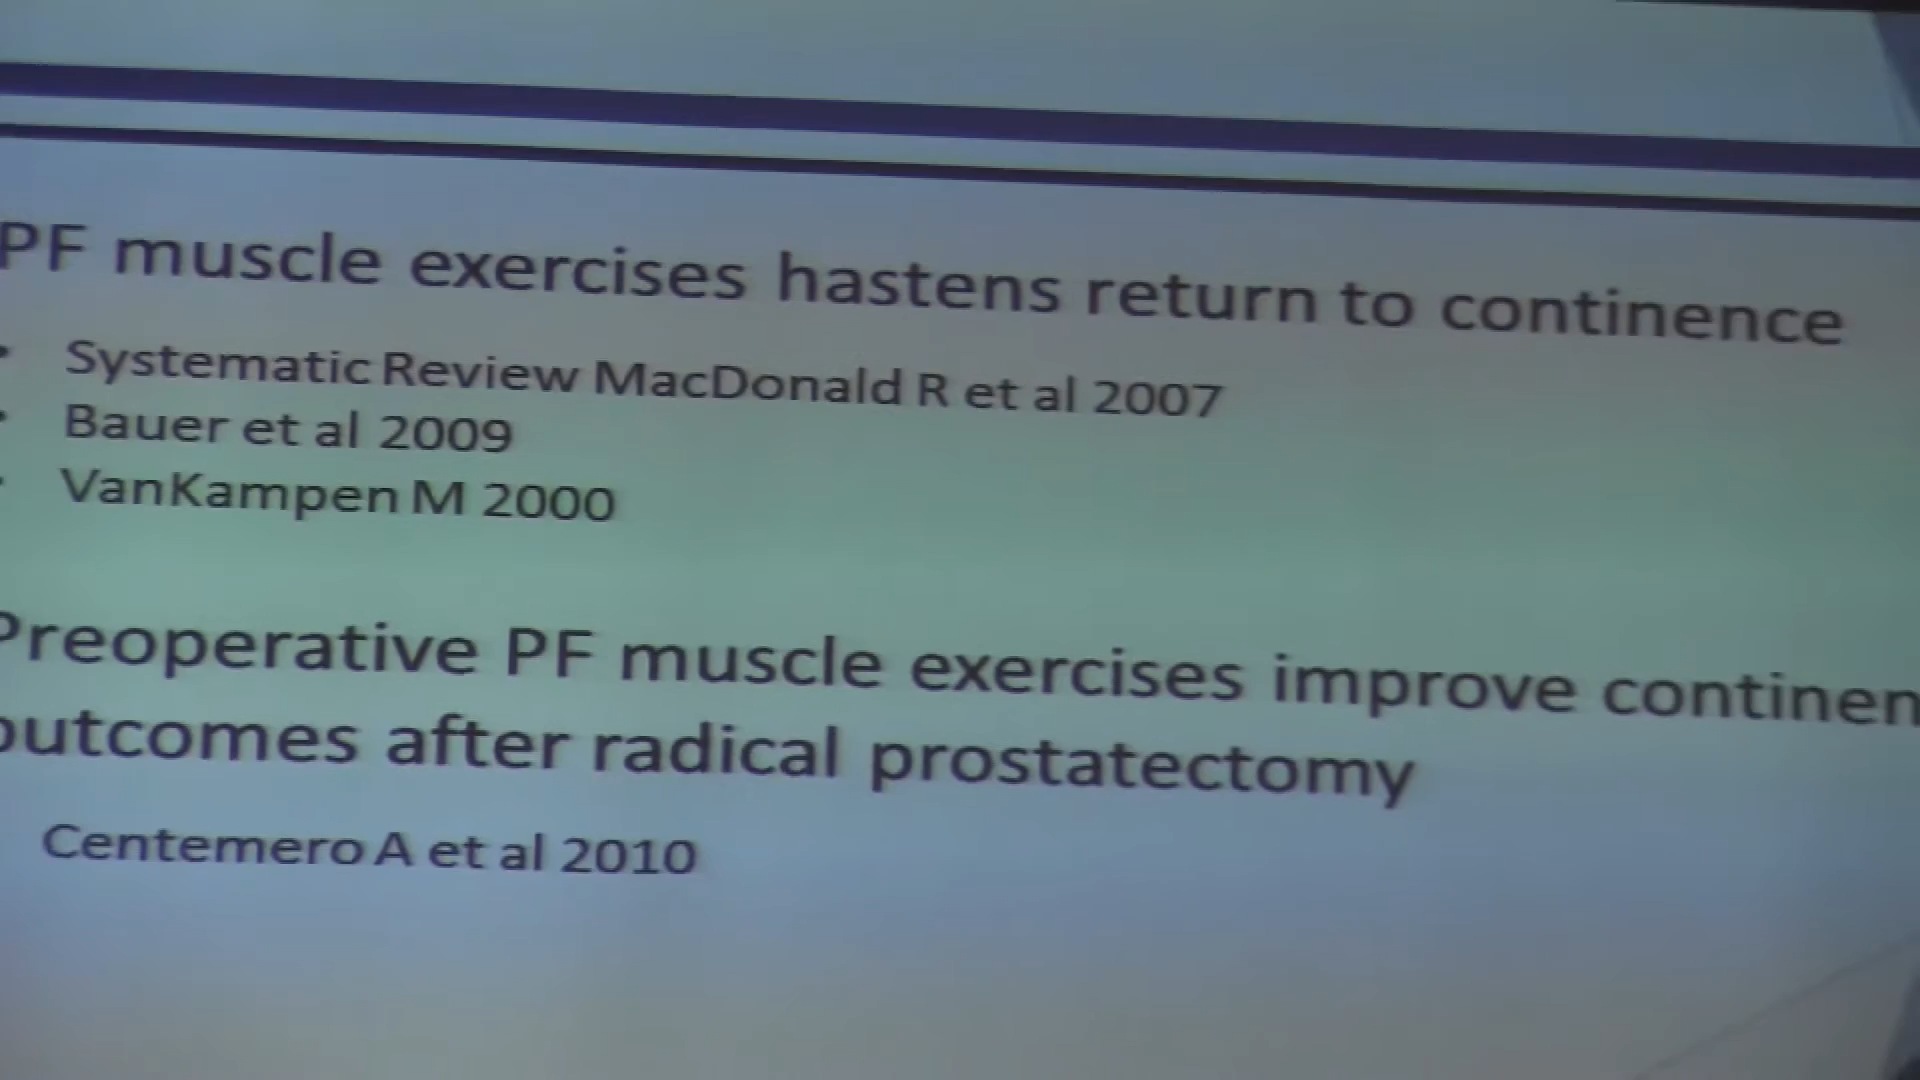 PF muscle exercises hastens return to continence
• Systematic Review MacDonald R et al 2007
• Bauer et al 2009
• VanKampen M 2000
Preoperative PF muscle exercises improve continen
outcomes after radical prostatectomy
Centemero A et al 2010